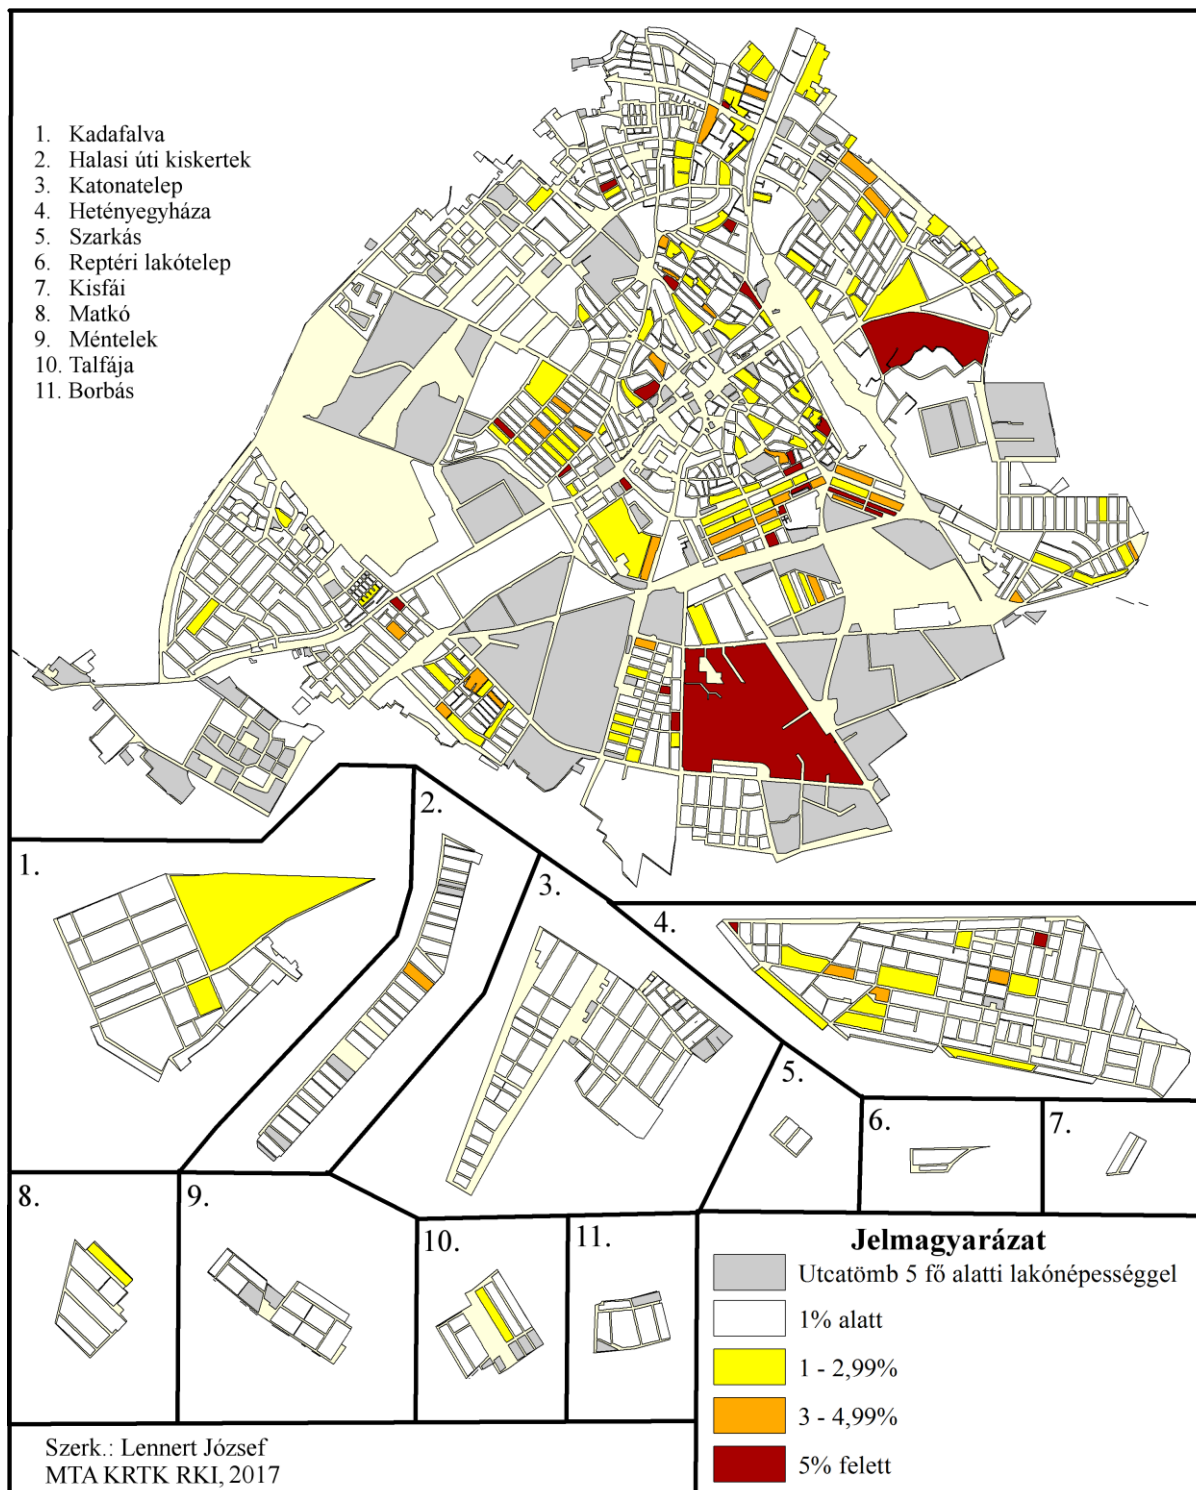 1. Kadafalva
2. Halasi úti kiskertek
3. Katonatelep
4. Hetényegyháza
5. Szarkás
6. Reptéri lakótelep
7. Kisfái
8. Matkó
9. Méntelek
10. Talfája
11. Borbás
1.
2.
3.
4.
5.
6.
7.
8.
9.
10.
11.
Jelmagyarázat
Utcatömb 5 fő alatti lakónépességgel
1% alatt
1 - 2,99%
3 - 4,99%
5% felett
Szerk.: Lennert József
MTA KRTK RKI, 2017